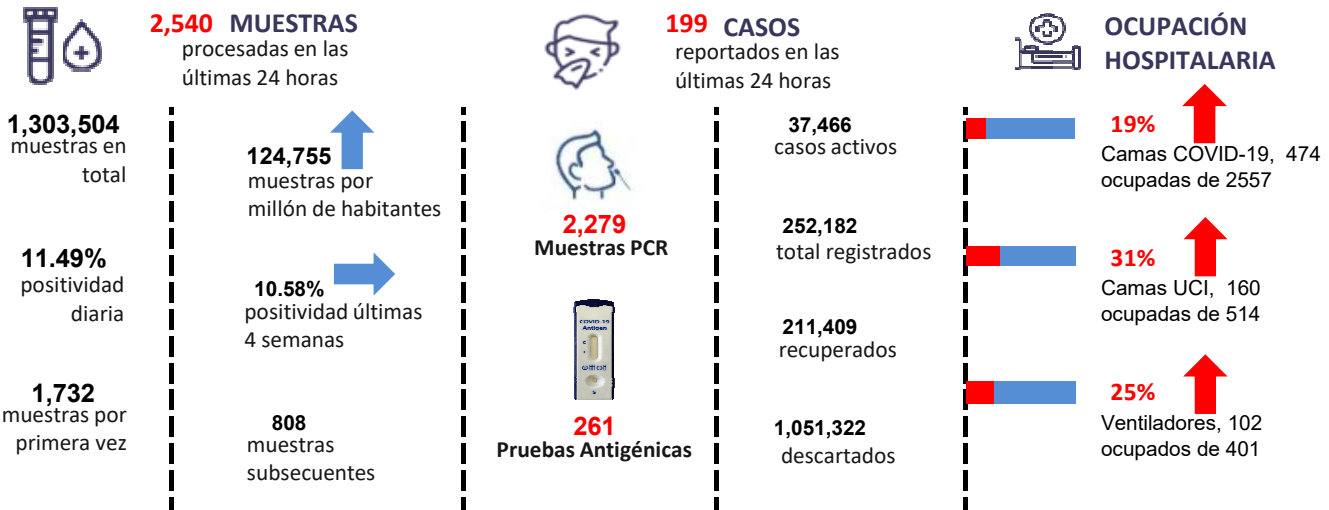 2,540 MUESTRAS
procesadas en las
últimas 24 horas
1,303,504
muestras en
total
11.49%
positividad
diaria
1,732
muestras por
primera vez
124,755
muestras por
millón de habitantes
10.58%
positividad últimas
4 semanas
808
muestras
subsecuentes
199 CASOS
reportados en las
últimas 24 horas
2,279
Muestras PCR
COVID-19
Antigen
C
261
Pruebas Antigénicas
37,466
casos activos
252,182
total registrados
211,409
recuperados
1,051,322
descartados
OCUPACIÓN
HOSPITALARIA
19%
Camas COVID-19, 474
ocupadas de 2557
31%
Camas UCI, 160
ocupadas de 514
25%
Ventiladores, 102
ocupados de 401